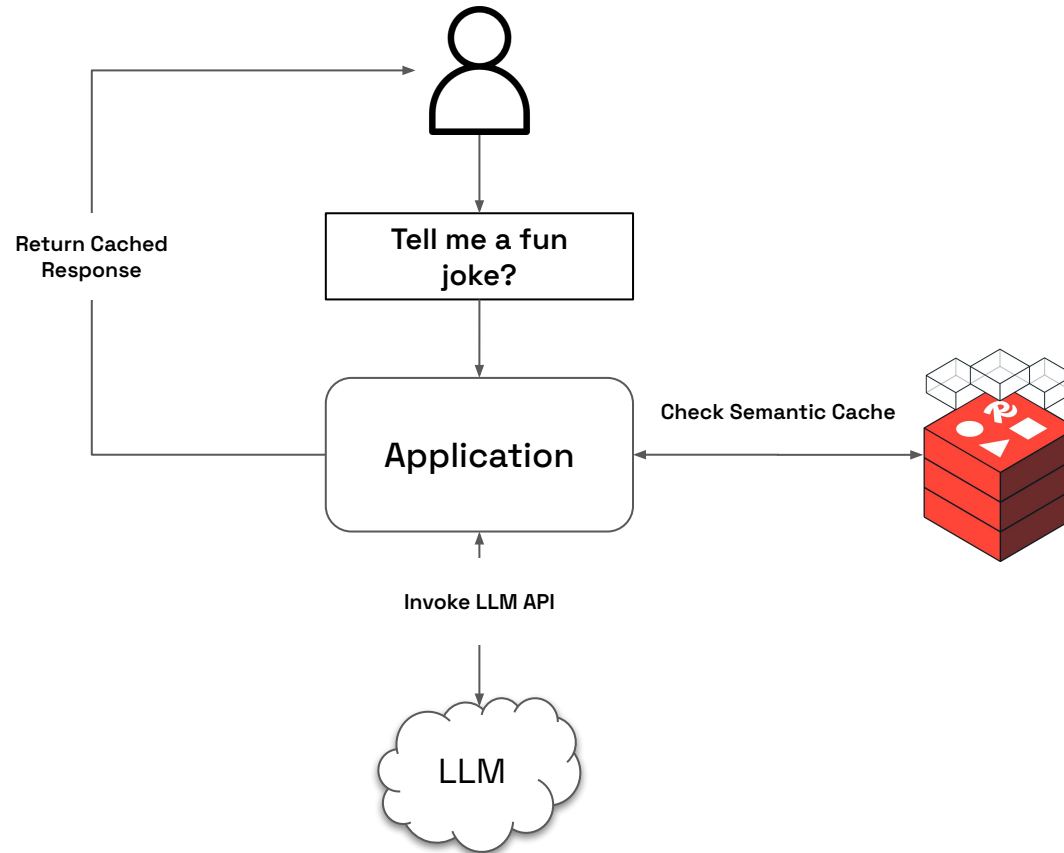 Tell me a fun
joke?
Return Cached
Response
Check Semantic Cache
Application
Invoke LLM API
LLM